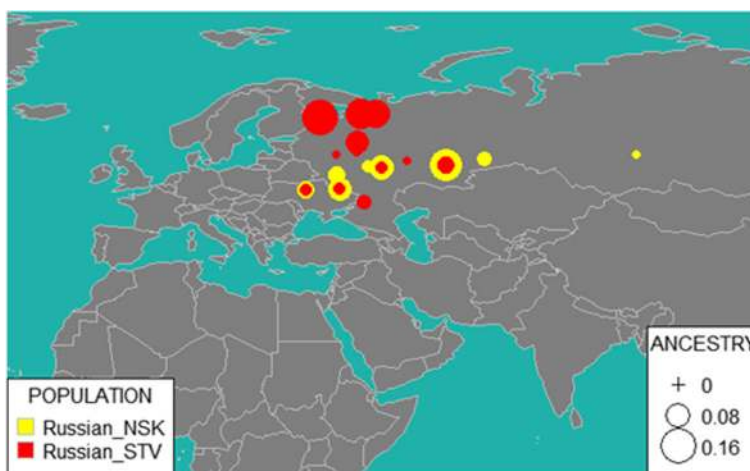 POPULATION
Russian_NSK
Russian_STV
ANCESTRY
0
0.08
0.16